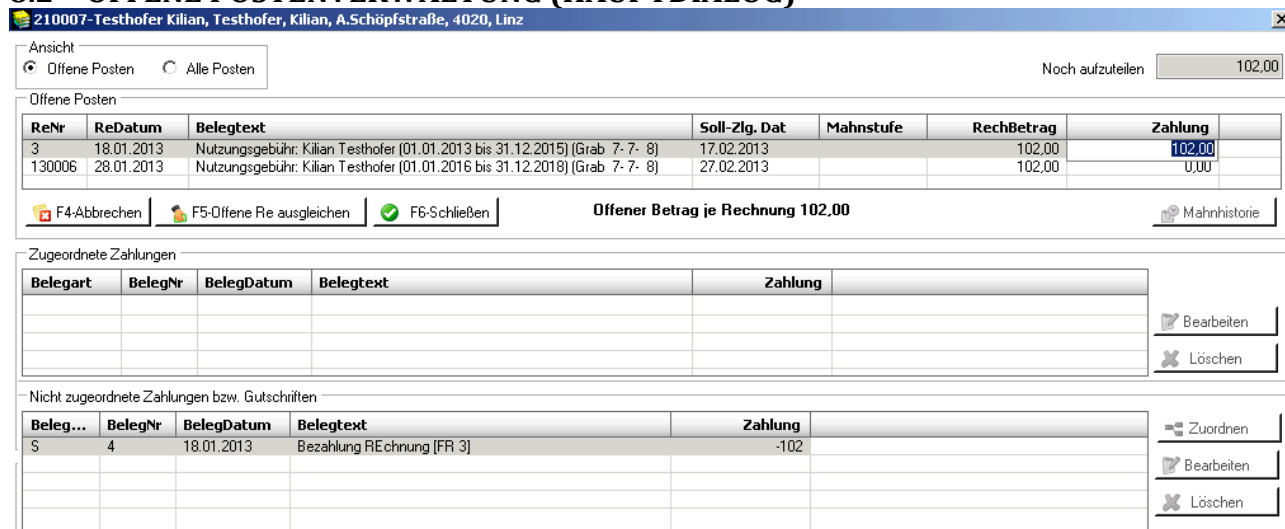 210007-Testhofer Kilian, Testhofer, Kilian, A.Schöpfstraße, 4020, Linz
Ansicht
Offene Posten Alle Posten Noch aufzuteilen 102,00
Offene Posten
ReNr ReDatum Belegtext Soll-Zlg. Dat Mahnstufe RechBetrag Zahlung
3 18.01.2013 Nutzungsgebühr: Kilian Testhofer (01.01.2013 bis 31.12.2015) (Grab 7- 7- 8) 17.02.2013 102,00 102,00
130006 28.01.2013 Nutzungsgebühr: Kilian Testhofer (01.01.2016 bis 31.12.2018) (Grab 7- 7- 8) 27.02.2013 102,00 0,00
F4-Abbrechen F5-Offene Re ausgleichen F6-Schließen Offener Betrag je Rechnung 102,00 Mahnhistorie
Zugeordnete Zahlungen
Belegart BelegNr BelegDatum Belegtext Zahlung
Bearbeiten
Löschen
Nicht zugeordnete Zahlungen bzw. Gutschriften
Beleg... BelegNr BelegDatum Belegtext Zahlung Zuordnen
S 4 18.01.2013 Bezahlung REchnung [FR 3] -102
Bearbeiten
Löschen